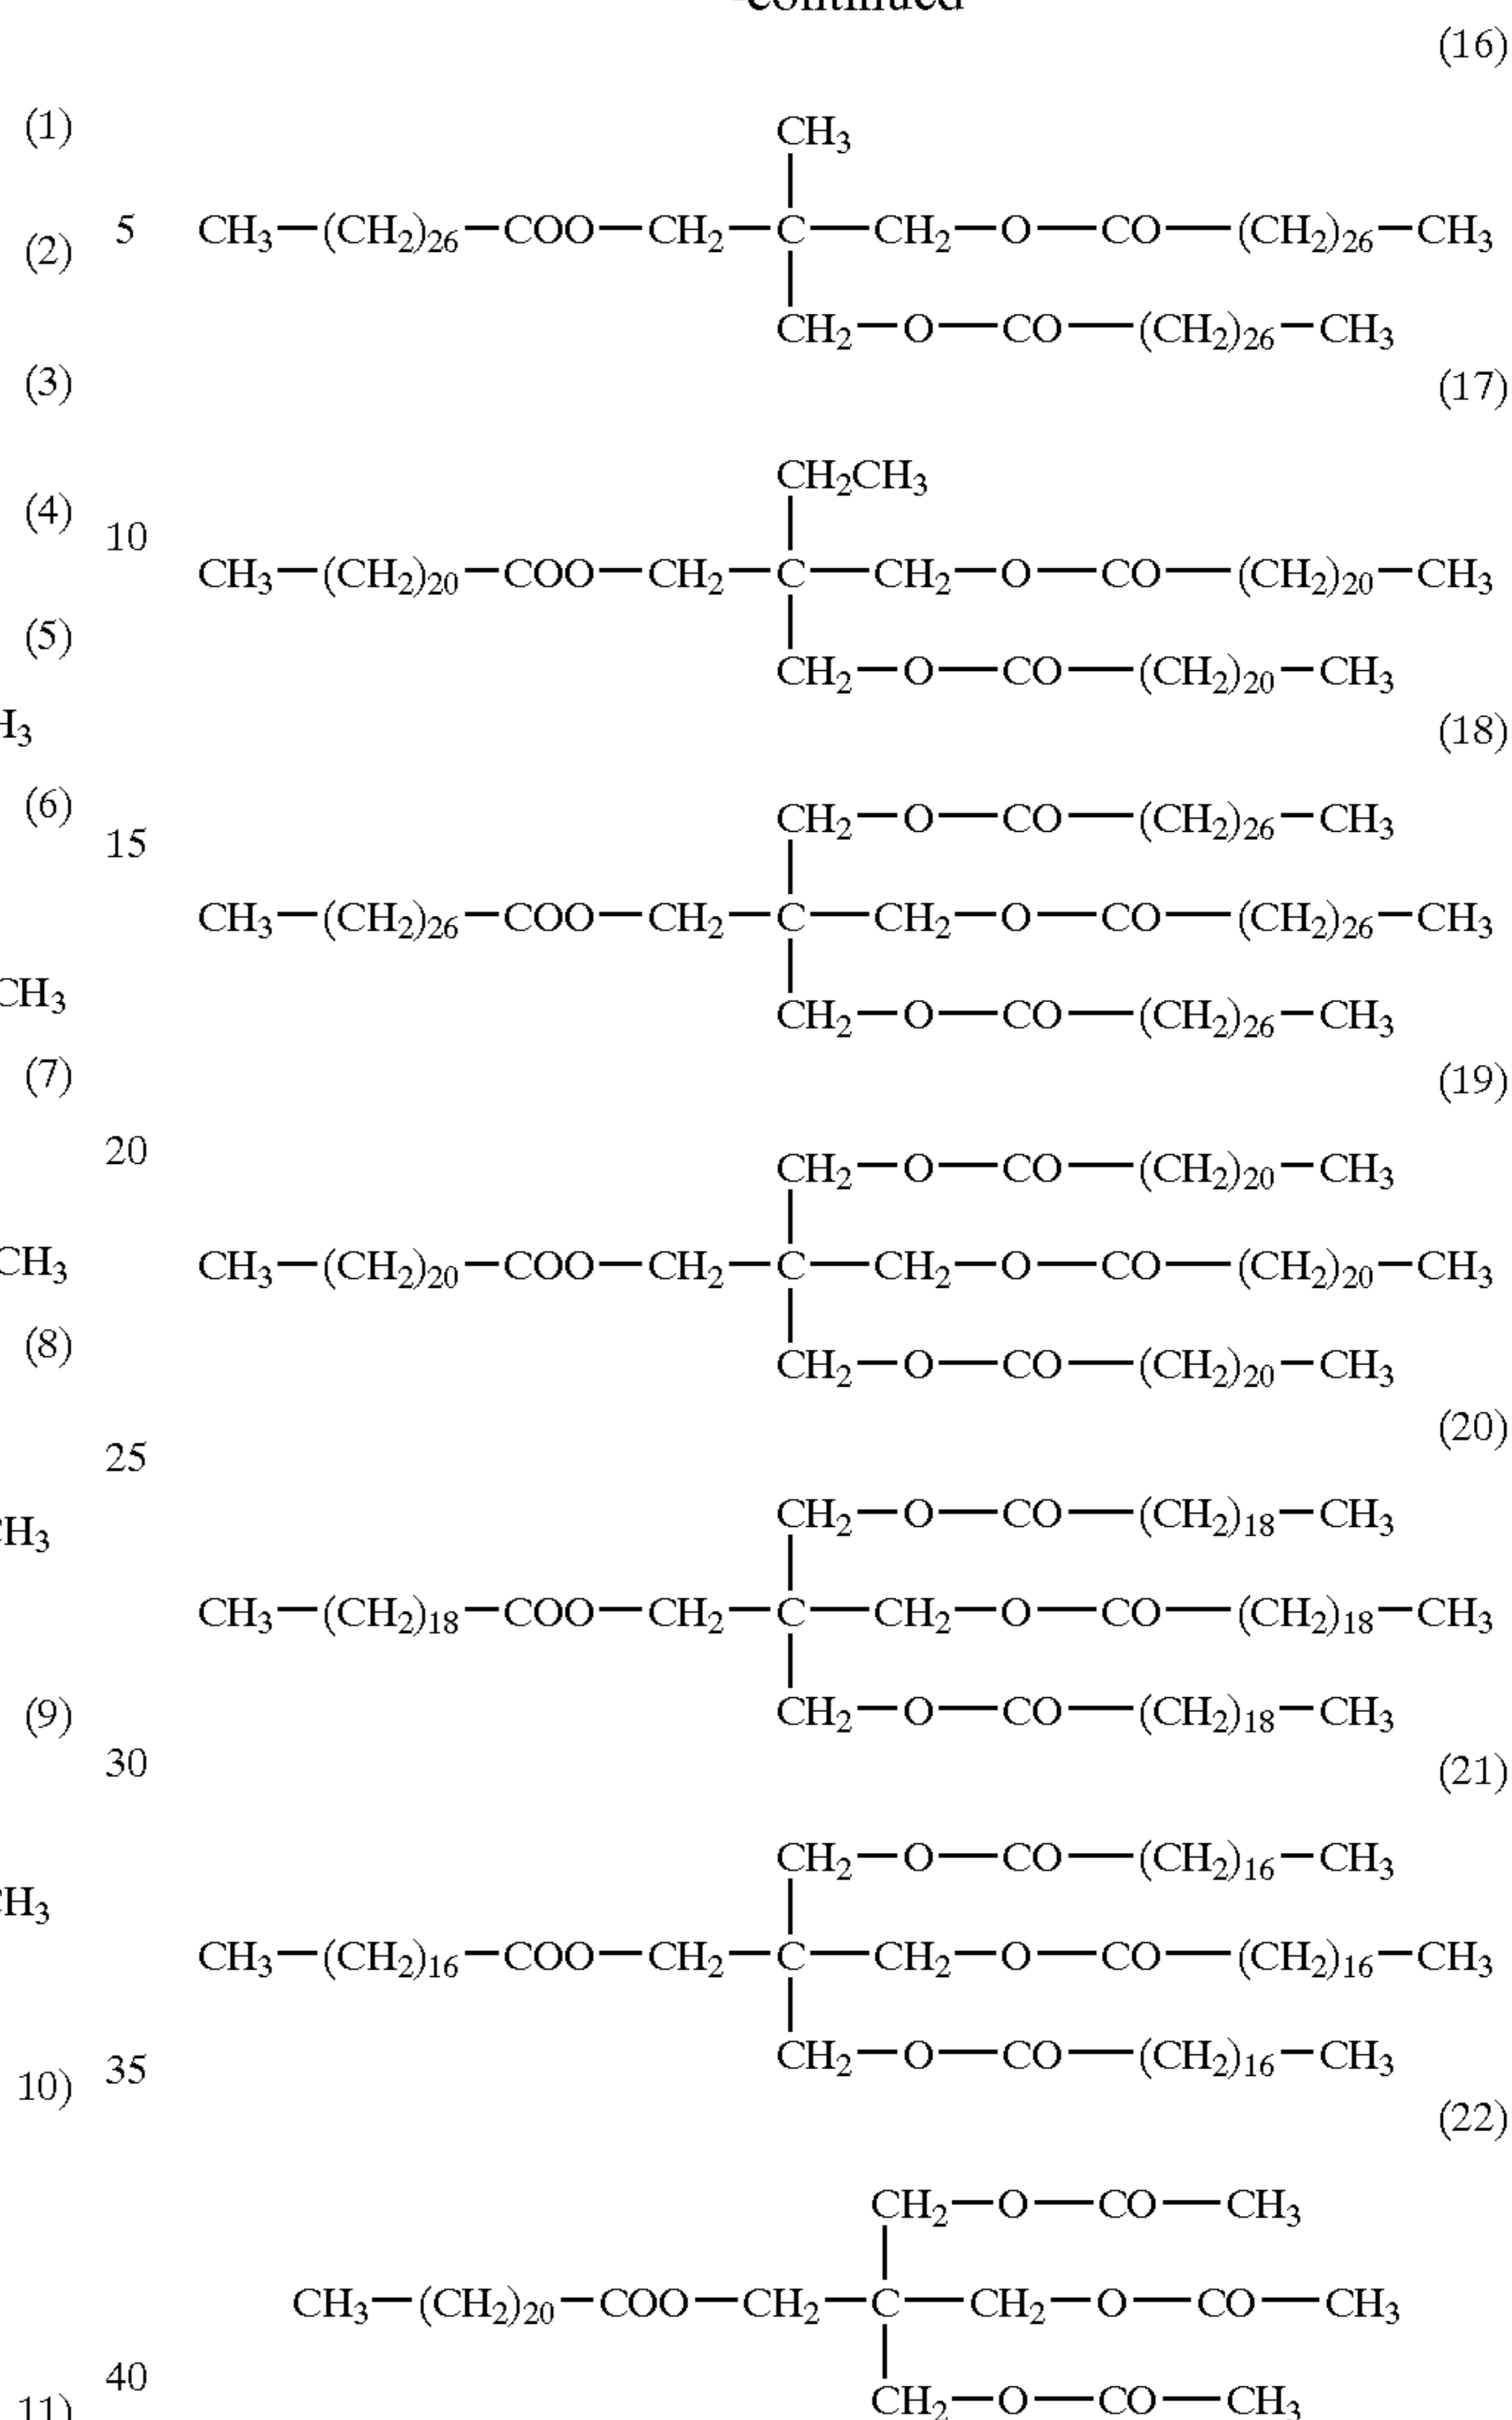 -continued
(16)
(1)
CH3
5 CH3—(CH2)26—COO—CH2—C—CH2—O—CO—(CH2)26—CH3
(2)
CH2—O—CO—(CH2)26—CH3
(3)
(17)
CH2CH3
(4)
10
CH3—(CH2)20—COO—CH2—C—CH2—O—CO—(CH2)20—CH3
(5)
CH2—O—CO—(CH2)20—CH3
H3
(18)
(6)
CH2—O—CO—(CH2)26—CH3
15
CH3—(CH2)26—COO—CH2—C—CH2—O—CO—(CH2)26—CH3
CH3
CH2—O—CO—(CH2)26—CH3
(7)
(19)
20
CH2—O—CO—(CH2)20—CH3
CH3
CH3—(CH2)20—COO—CH2—C—CH2—O—CO—(CH2)20—CH3
(8)
CH2—O—CO—(CH2)20—CH3
(20)
25
CH2—O—CO—(CH2)18—CH3
CH3
CH3—(CH2)18—COO—CH2—C—CH2—O—CO—(CH2)18—CH3
(9)
CH2—O—CO—(CH2)18—CH3
30
(21)
CH2—O—CO—(CH2)16—CH3
CH3
CH3—(CH2)16—COO—CH2—C—CH2—O—CO—(CH2)16—CH3
CH2—O—CO—(CH2)16—CH3
10)
35
(22)
CH2—O—CO—CH3
CH3—(CH2)20—COO—CH2—C—CH2—O—CO—CH3
40
CH2—O—CO—CH3
11)